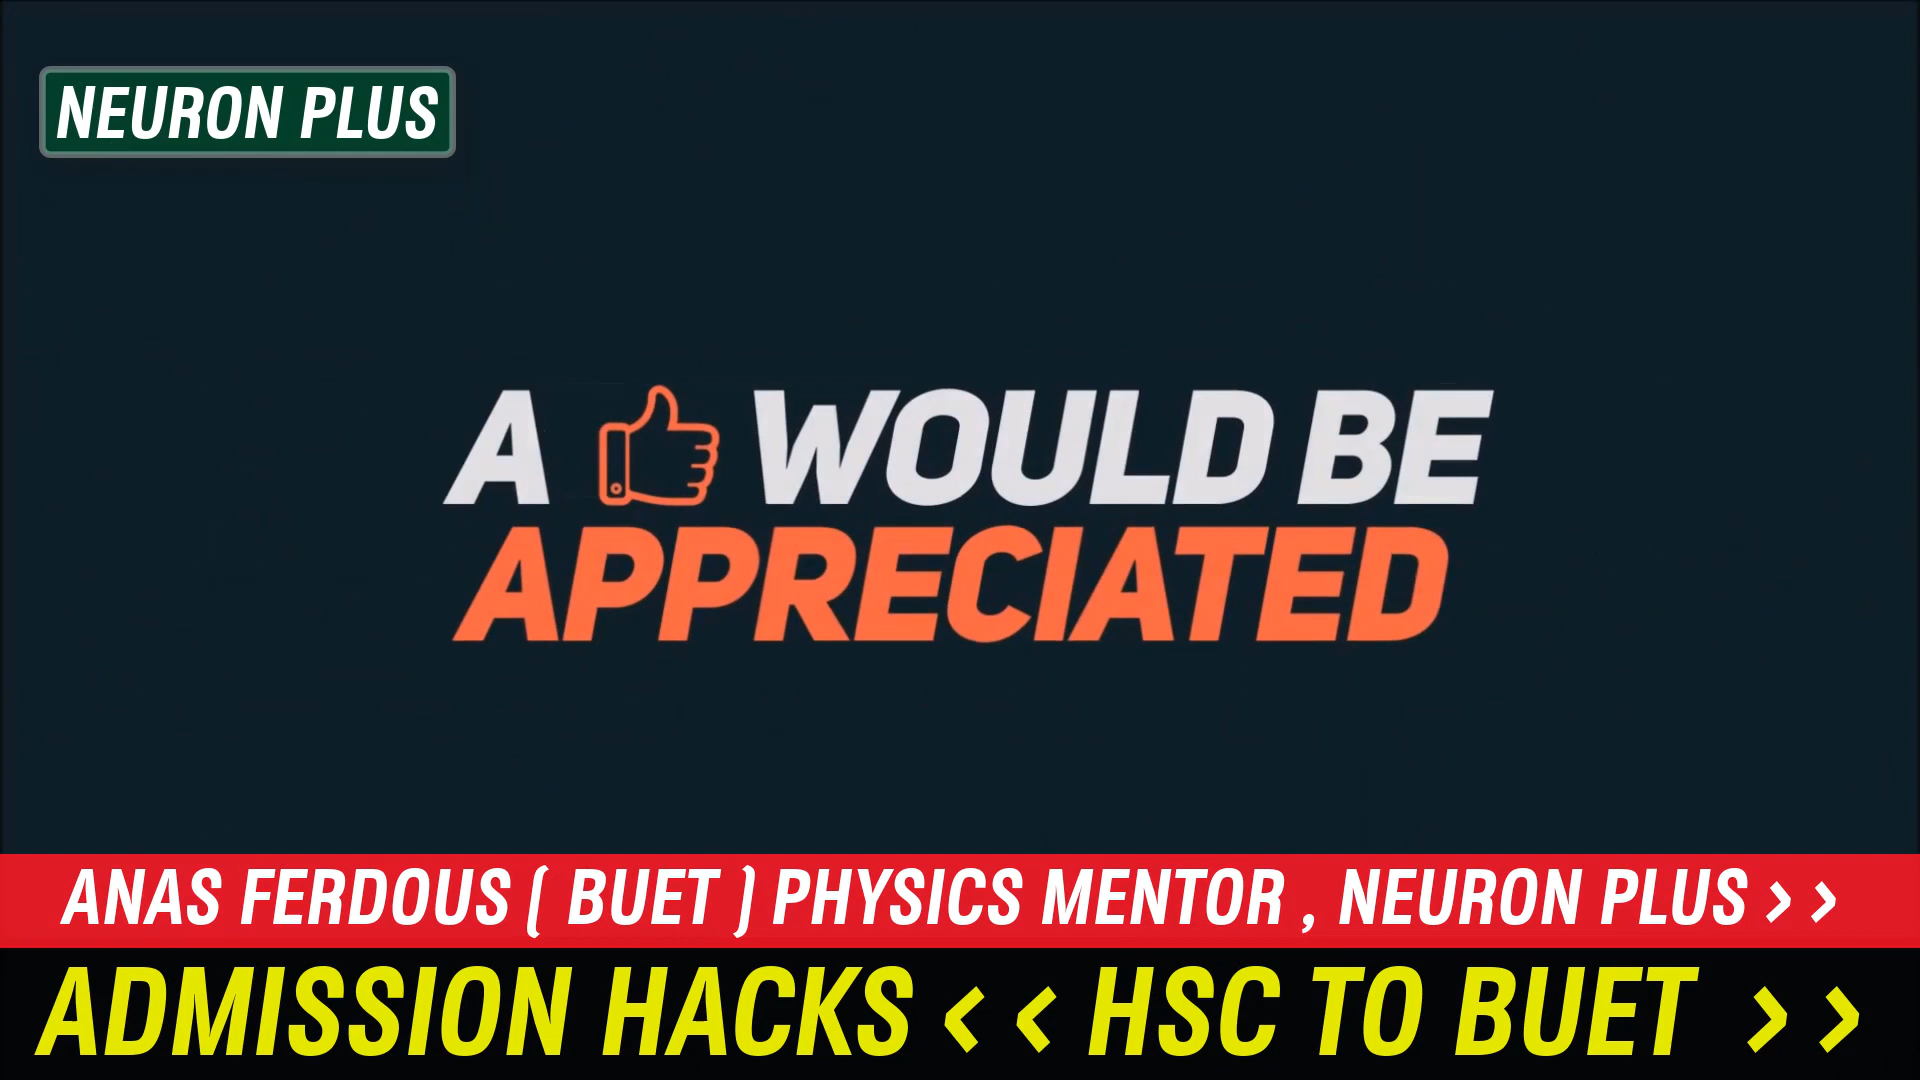 NEURON PLUS
A WOULD BE
APPRECIATED
ANAS FERDOUS ( BUET ) PHYSICS MENTOR , NEURON PLUS > >
ADMISSION HACKS < < HSC TO BUET > >